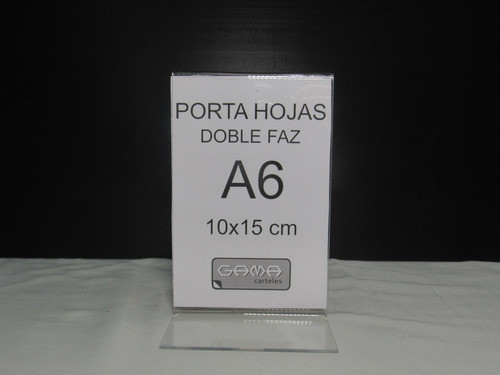 PORTA HOJAS
DOBLE FAZ
A6
10x15 cm
GAMA
carteles